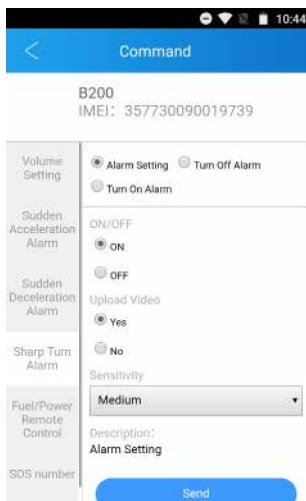 10:44
Command
B200
IMEI: 357730090019739
Volume
Setting
Sudden
Acceleration
Alarm
Sudden
Deceleration
Alarm
Sharp Turn
Alarm
Fuel/Power
Remote
Control
SOS number
Alarm Setting Turn Off Alarm
Turn On Alarm
ON/OFF
ON
OFF
Upload Video
Yes
No
Sensitivity
Medium
Description:
Alarm Setting
Send